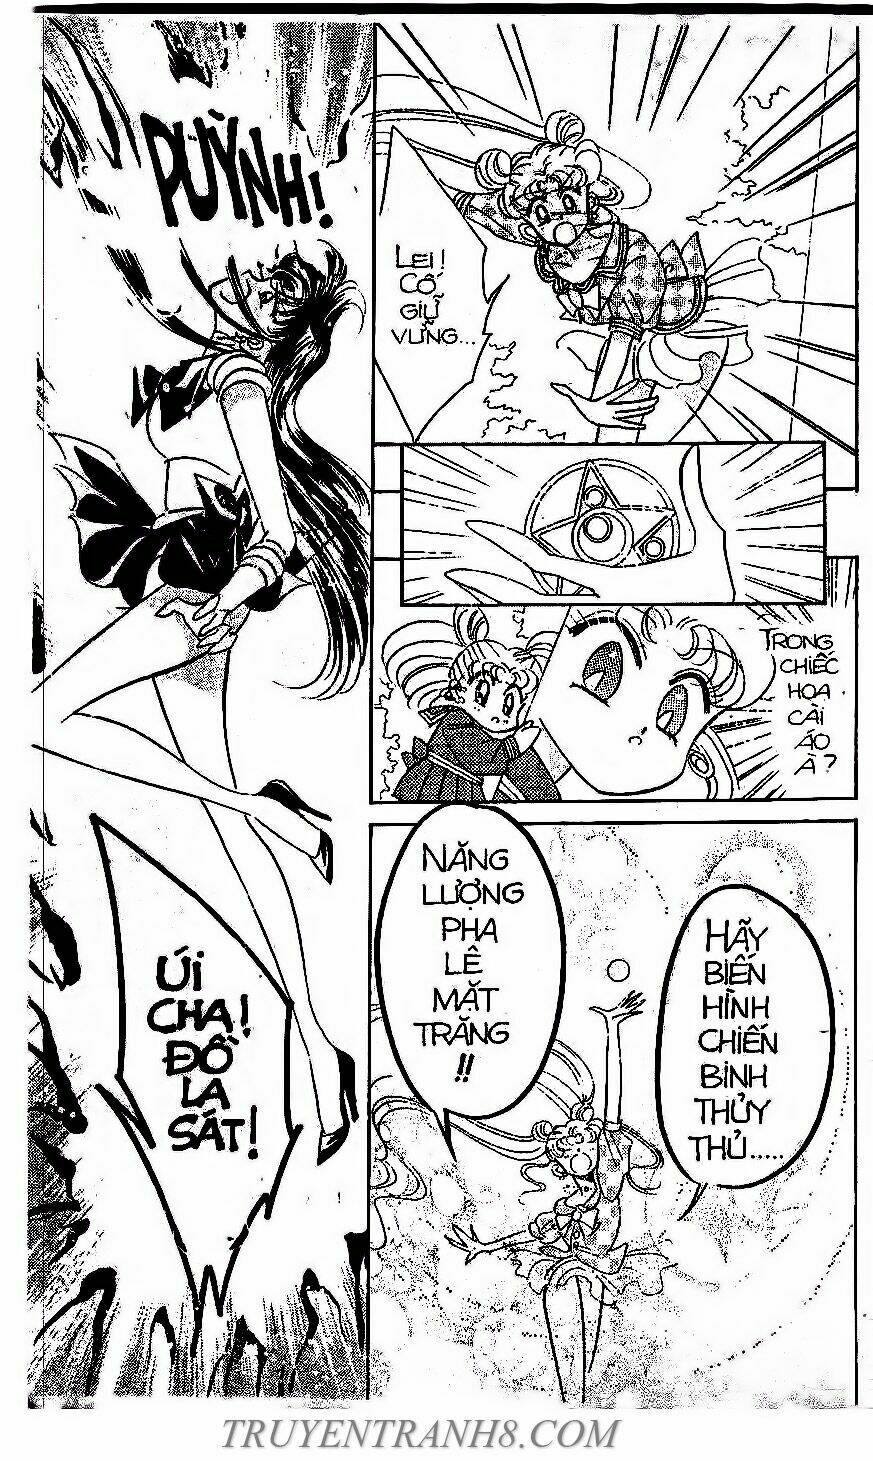 PUỲNH!
LEI!
CỐ
GIỮ
VỮNG...
TRONG
CHIẾC
HOA
CÀI
ÁO
À?
ÚI
CHA!
ĐỒ
LA
SÁT!
NĂNG
LƯỢNG
PHA
LÊ
MẶT
TRĂNG
!!
HÃY
BIẾN
HÌNH
CHIẾN
BINH
THỦY
THỦ.....
TRUYENTRANH8.COM